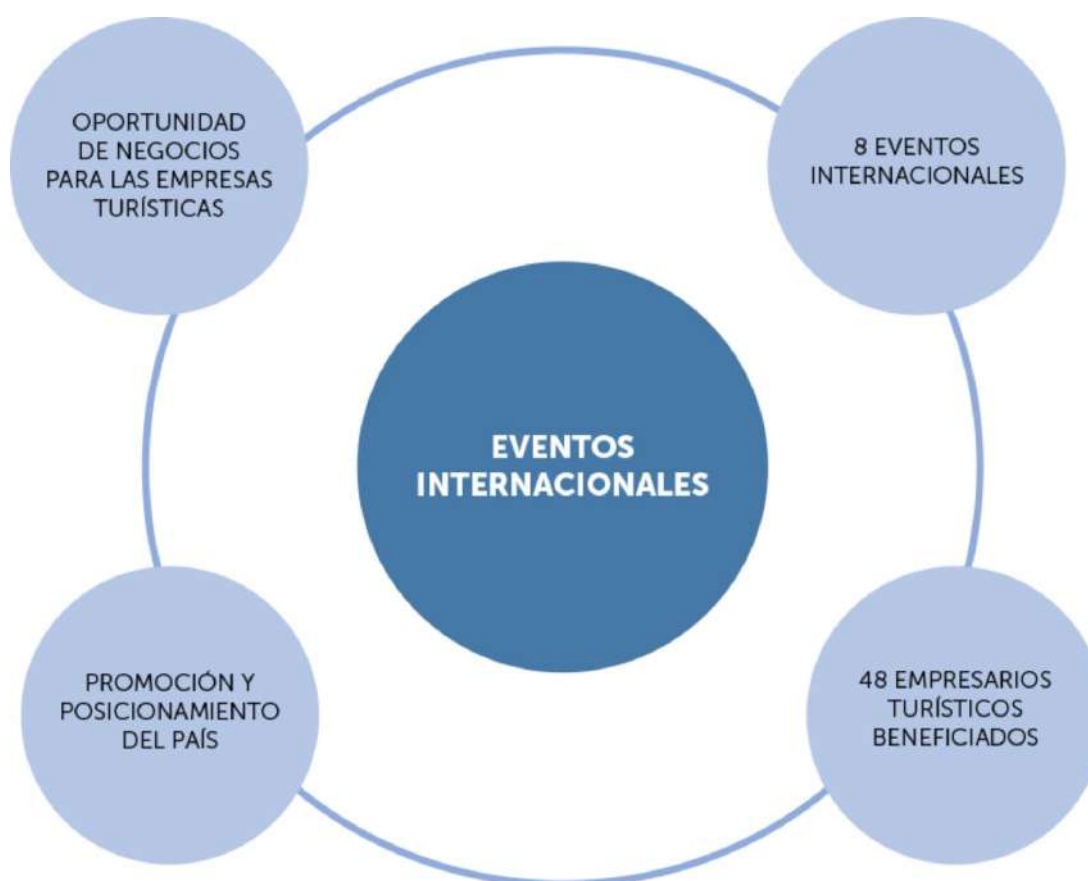 OPORTUNIDAD
DE NEGOCIOS
PARA LAS EMPRESAS
TURÍSTICAS
8 EVENTOS
INTERNACIONALES
EVENTOS
INTERNACIONALES
PROMOCIÓN Y
POSICIONAMIENTO
DEL PAÍS
48 EMPRESARIOS
TURÍSTICOS
BENEFICIADOS